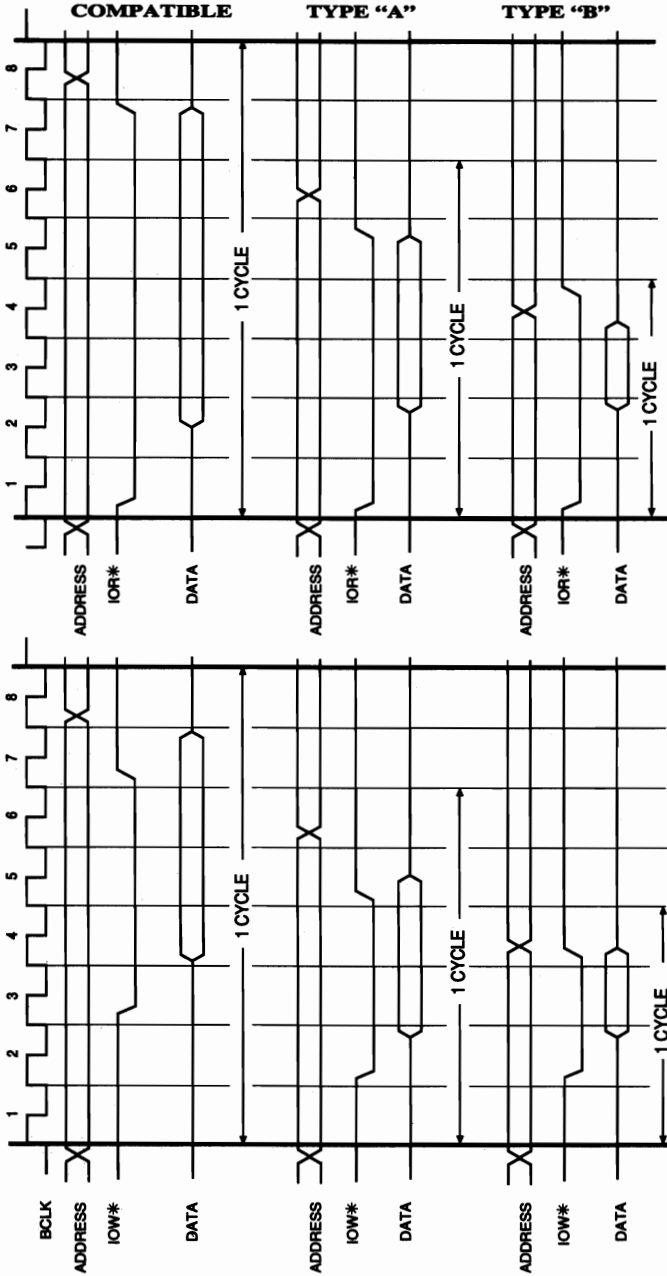 COMPATIBLE
1 2 3 4 5 6 7 8 1 2 3 4 5 6 7 8
BCLK
ADDRESS ADDRESS
IOW* IOR*
DATA DATA
1 CYCLE 1 CYCLE
TYPE “A”
ADDRESS ADDRESS
IOW* IOR*
DATA DATA
1 CYCLE 1 CYCLE
TYPE “B”
ADDRESS ADDRESS
IOW* IOR*
DATA DATA
1 CYCLE 1 CYCLE